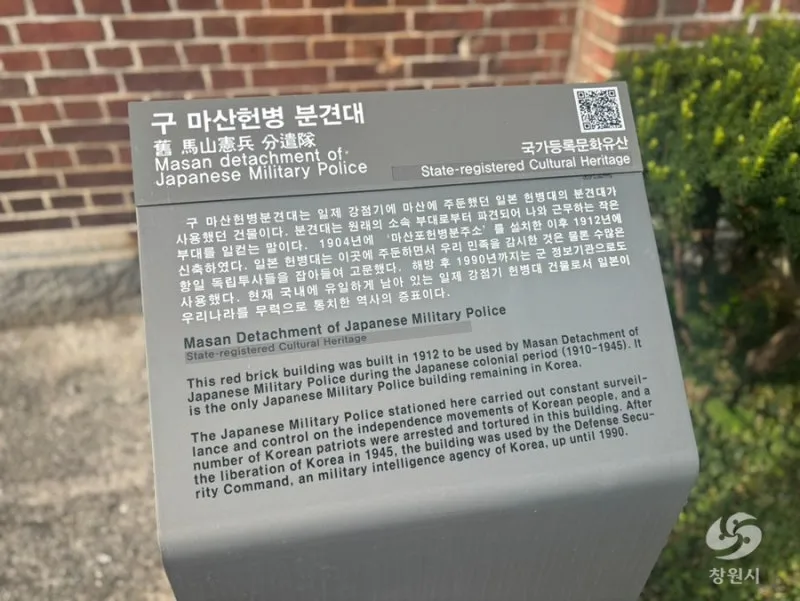 구 마산헌병 분견대
舊 馬山憲兵 分遣隊
Masan detachment of
Japanese Military Police
국가등록문화유산
State-registered Cultural Heritage
구 마산헌병분견대는 일제 강점기에 마산에 주둔했던 일본 헌병대의 분견대가
사용했던 건물이다. 분견대는 원래의 소속 부대로부터 파견되어 나와 근무하는 작은
부대를 일컫는 말이다. 1904년에 '마산포헌병분주소'를 설치한 이후 1912년에
신축하였다. 일본 헌병대는 이곳에 주둔하면서 우리 민족을 감시한 것은 물론 수많은
항일 독립투사들을 잡아들여 고문했다. 해방 후 1990년까지는 군 정보기관으로도
사용했다. 현재 국내에 유일하게 남아 있는 일제 강점기 헌병대 건물로서 일본이
우리나라를 무력으로 통치한 역사의 증표이다.
Masan Detachment of Japanese Military Police
State-registered Cultural Heritage
This red brick building was built in 1912 to be used by Masan Detachment of
Japanese Military Police during the Japanese colonial period (1910-1945). It
is the only Japanese Military Police building remaining in Korea.
The Japanese Military Police stationed here carried out constant surveil-
lance and control on the independence movements of Korean people, and a
number of Korean patriots were arrested and tortured in this building. After
the liberation of Korea in 1945, the building was used by the Defense Secu-
rity Command, an military intelligence agency of Korea, up until 1990.
창원시